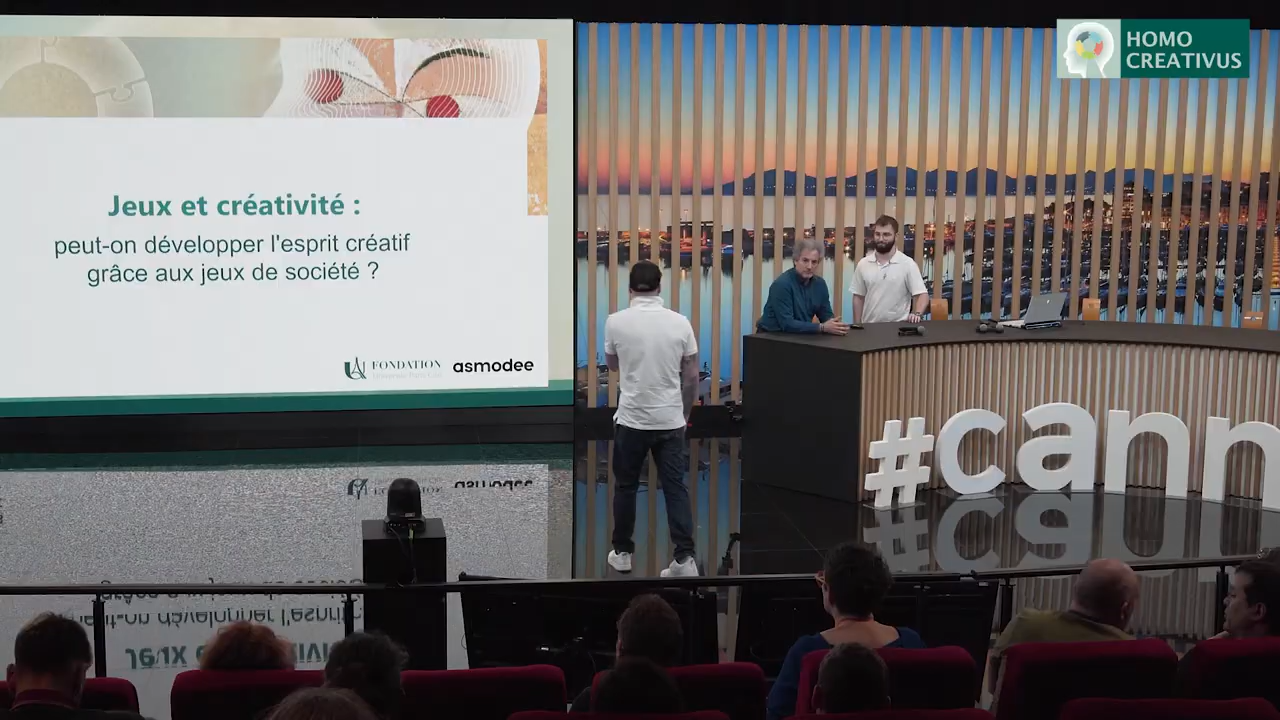 HOMO
CREATIVUS
Jeux et créativité :
peut-on développer l'esprit créatif
grâce aux jeux de société ?
FONDATION
asmodee
#cann